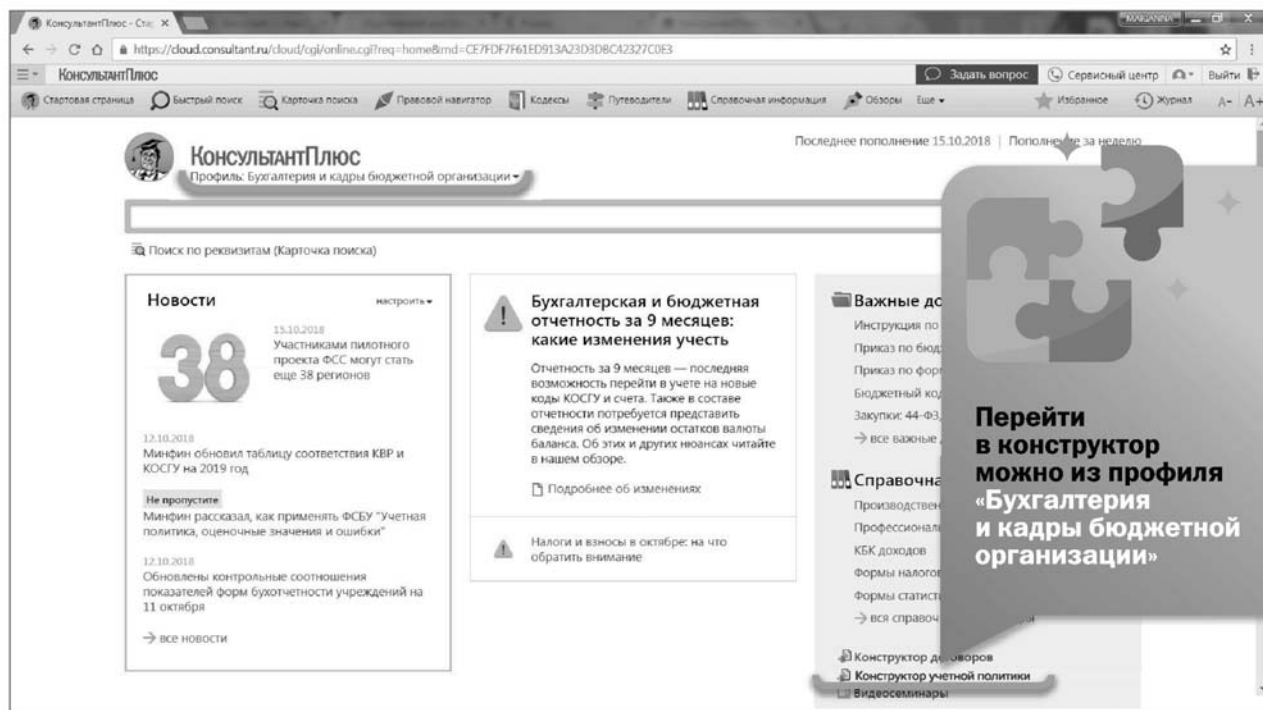 КонсультантПлюс - Ста
MARIANNA
https://cloud.consultant.ru/cloud/cgi/online.cgi?req=home&rnd=CE7FDF7F61ED913A23D3D8C42327C0E3
КонсультантПлюс
Задать вопрос
Сервисный центр
Выйти
Стартовая страница
Быстрый поиск
Карточка поиска
Правовой навигатор
Кодексы
Путеводители
Справочная информация
Обзоры
Еще
Избранное
Журнал
A- A+
Последнее пополнение 15.10.2018 | Пополнение за неделю
КонсультантПлюс
Профиль: Бухгалтерия и кадры бюджетной организации
Поиск по реквизитам (Карточка поиска)
Новости
настроить
38
15.10.2018
Участниками пилотного
проекта ФСС могут стать
еще 38 регионов
12.10.2018
Минфин обновил таблицу соответствия КВР и
КОСГУ на 2019 год
Не пропустите
Минфин рассказал, как применять ФСБУ "Учетная
политика, оценочные значения и ошибки"
12.10.2018
Обновлены контрольные соотношения
показателей форм бухотчетности учреждений на
11 октября
→ все новости
Бухгалтерская и бюджетная
отчетность за 9 месяцев:
какие изменения учесть
Отчетность за 9 месяцев — последняя
возможность перейти в учете на новые
коды КОСГУ и счета. Также в составе
отчетности потребуется представить
сведения об изменении остатков валюты
баланса. Об этих и других нюансах читайте
в нашем обзоре.
Подробнее об изменениях
Налоги и взносы в октябре: на что
обратить внимание
Важные до
Инструкция по
Приказ по бюд
Приказ по фор
Бюджетный код
Закупки: 44-ФЗ,
→ все важные
Справочна
Производствен
Профессиональ
КБК доходов
Формы налогов
Формы статист
→ вся справоч
Конструктор договоров
Конструктор учетной политики
Видеосеминары
Перейти
в конструктор
можно из профиля
«Бухгалтерия
и кадры бюджетной
организации»